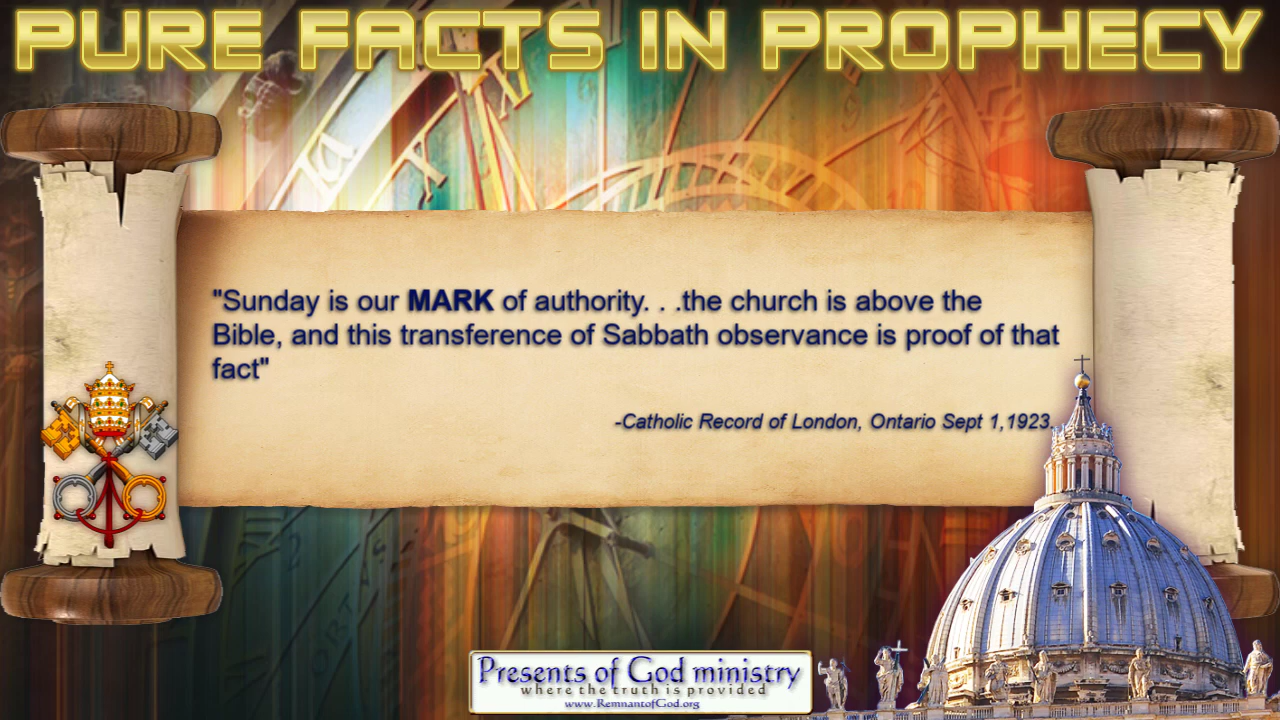 PURE FACTS IN PROPHECY
"Sunday is our MARK of authority. . .the church is above the
Bible, and this transference of Sabbath observance is proof of that
fact"
-Catholic Record of London, Ontario Sept 1,1923.
Presents of God ministry
where the truth is provided
www.RemnantofGod.org